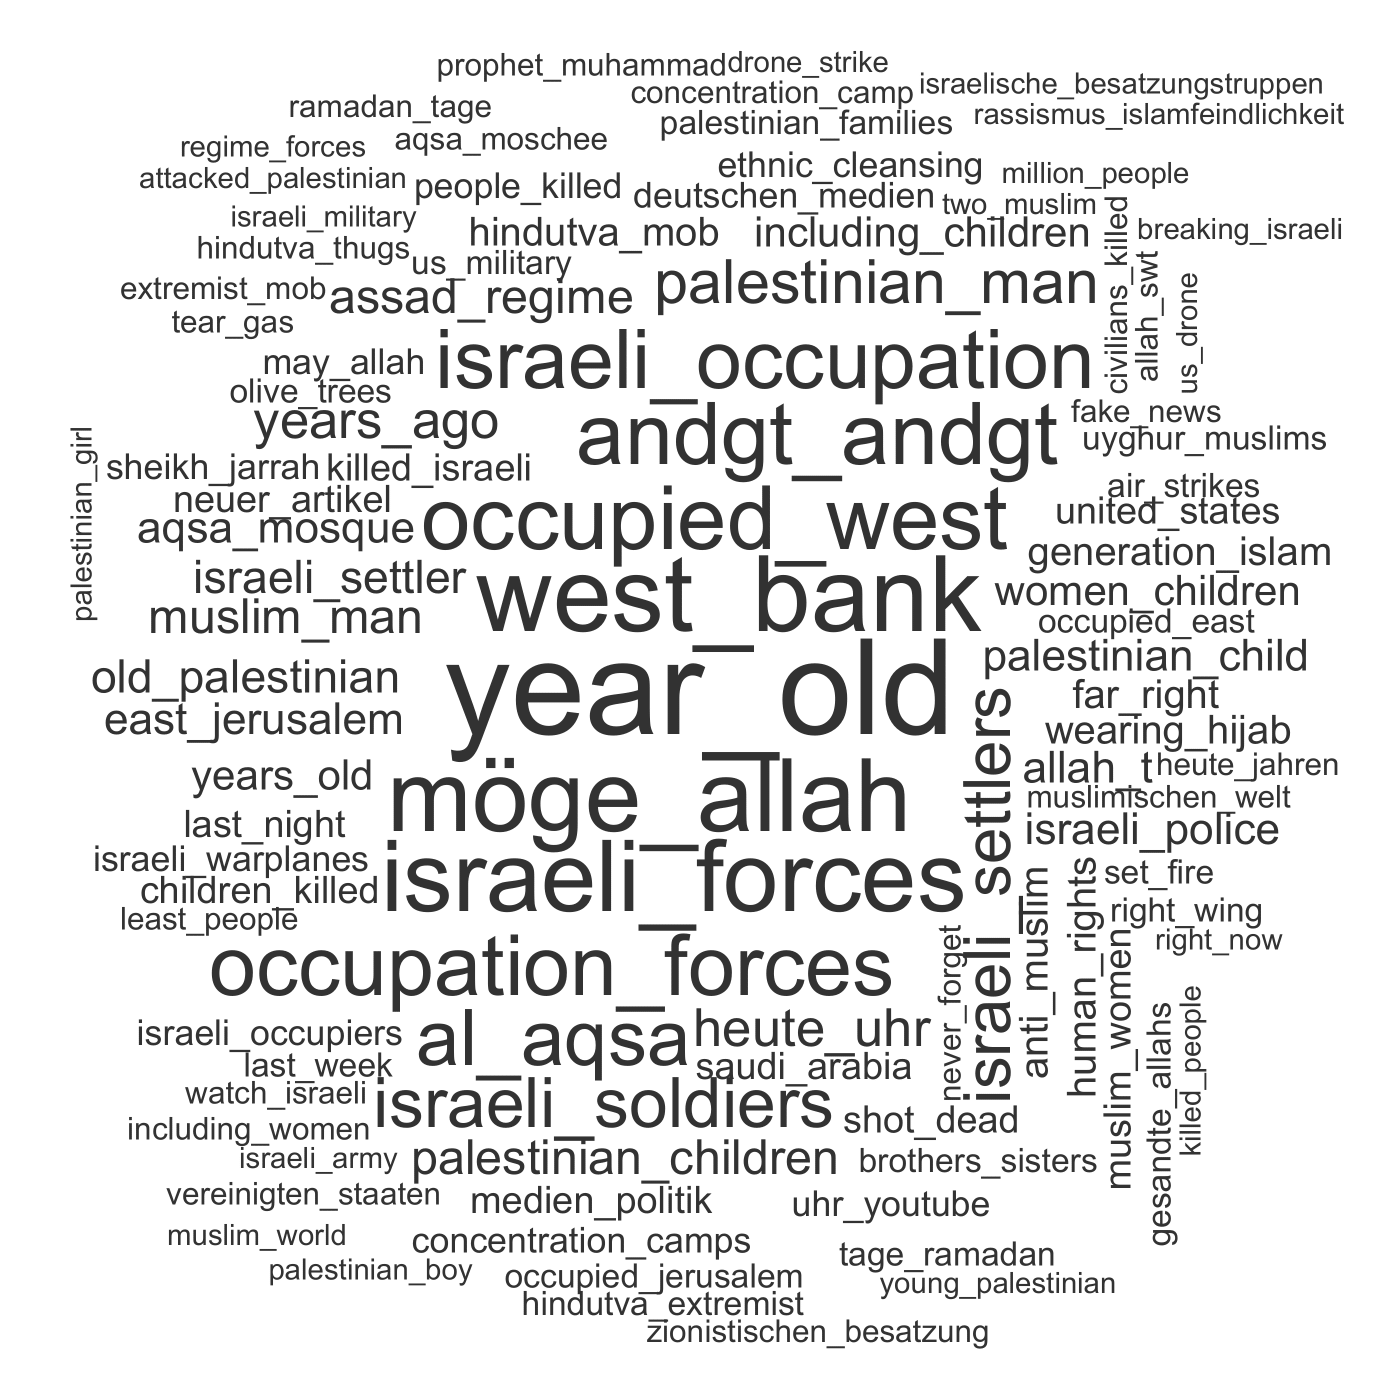 prophet_muhammad
drone_strike
israelische_besatzungstruppen
ramadan_tage
concentration_camp
rassismus_islamfeindlichkeit
palestinian_families
aqsa_moschee
regime_forces
ethnic_cleansing
million_people
attacked_palestinian
people_killed
deutschen_medien
two_muslim
civilians_killed
israeli_military
hindutva_mob
including_children
breaking_israeli
hindutva_thugs
us_military
allah_swt
us_drone
extremist_mob
assad_regime
palestinian_man
tear_gas
may_allah
israeli_occupation
olive_trees
years_ago
andgt_andgt
fake_news
uyghur_muslims
palestinian_girl
sheikh_jarrah
killed_israeli
air_strikes
neuer_artikel
united_states
aqsa_mosque
occupied_west
generation_islam
israeli_settler
west_bank
women_children
muslim_man
occupied_east
old_palestinian
year_old
palestinian_child
far_right
east_jerusalem
israeli_settlers
wearing_hijab
years_old
möge_allah
allah_t
heute_jahren
muslimischen_welt
last_night
israeli_police
israeli_warplanes
israeli_forces
anti_muslim
human_rights
set_fire
children_killed
right_wing
least_people
never_forget
muslim_women
right_now
occupation_forces
gesandte_allahs
killed_people
israeli_occupiers
al_aqsa
heute_uhr
last_week
saudi_arabia
watch_israeli
israeli_soldiers
shot_dead
including_women
israeli_army
palestinian_children
brothers_sisters
vereinigten_staaten
medien_politik
uhr_youtube
muslim_world
concentration_camps
tage_ramadan
palestinian_boy
occupied_jerusalem
young_palestinian
hindutva_extremist
zionistischen_besatzung